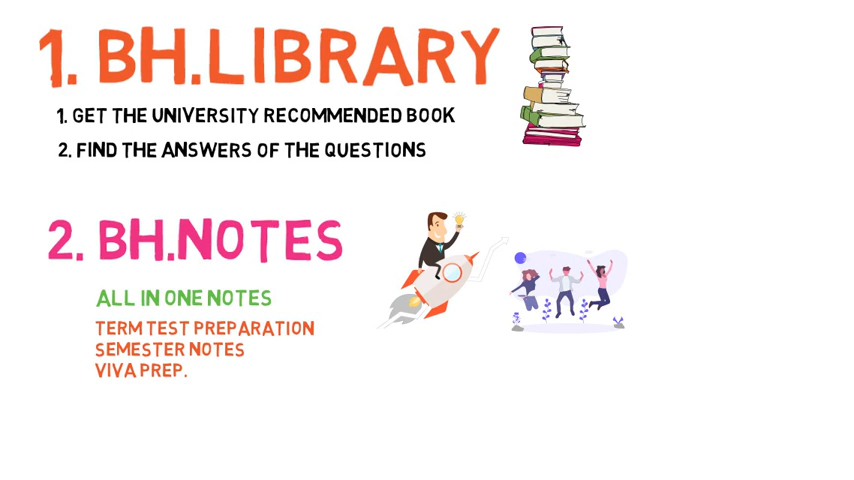 1. BH.LIBRARY
1. GET THE UNIVERSITY RECOMMENDED BOOK
2. FIND THE ANSWERS OF THE QUESTIONS
2. BH.NOTES
ALL IN ONE NOTES
TERM TEST PREPARATION
SEMESTER NOTES
VIVA PREP.